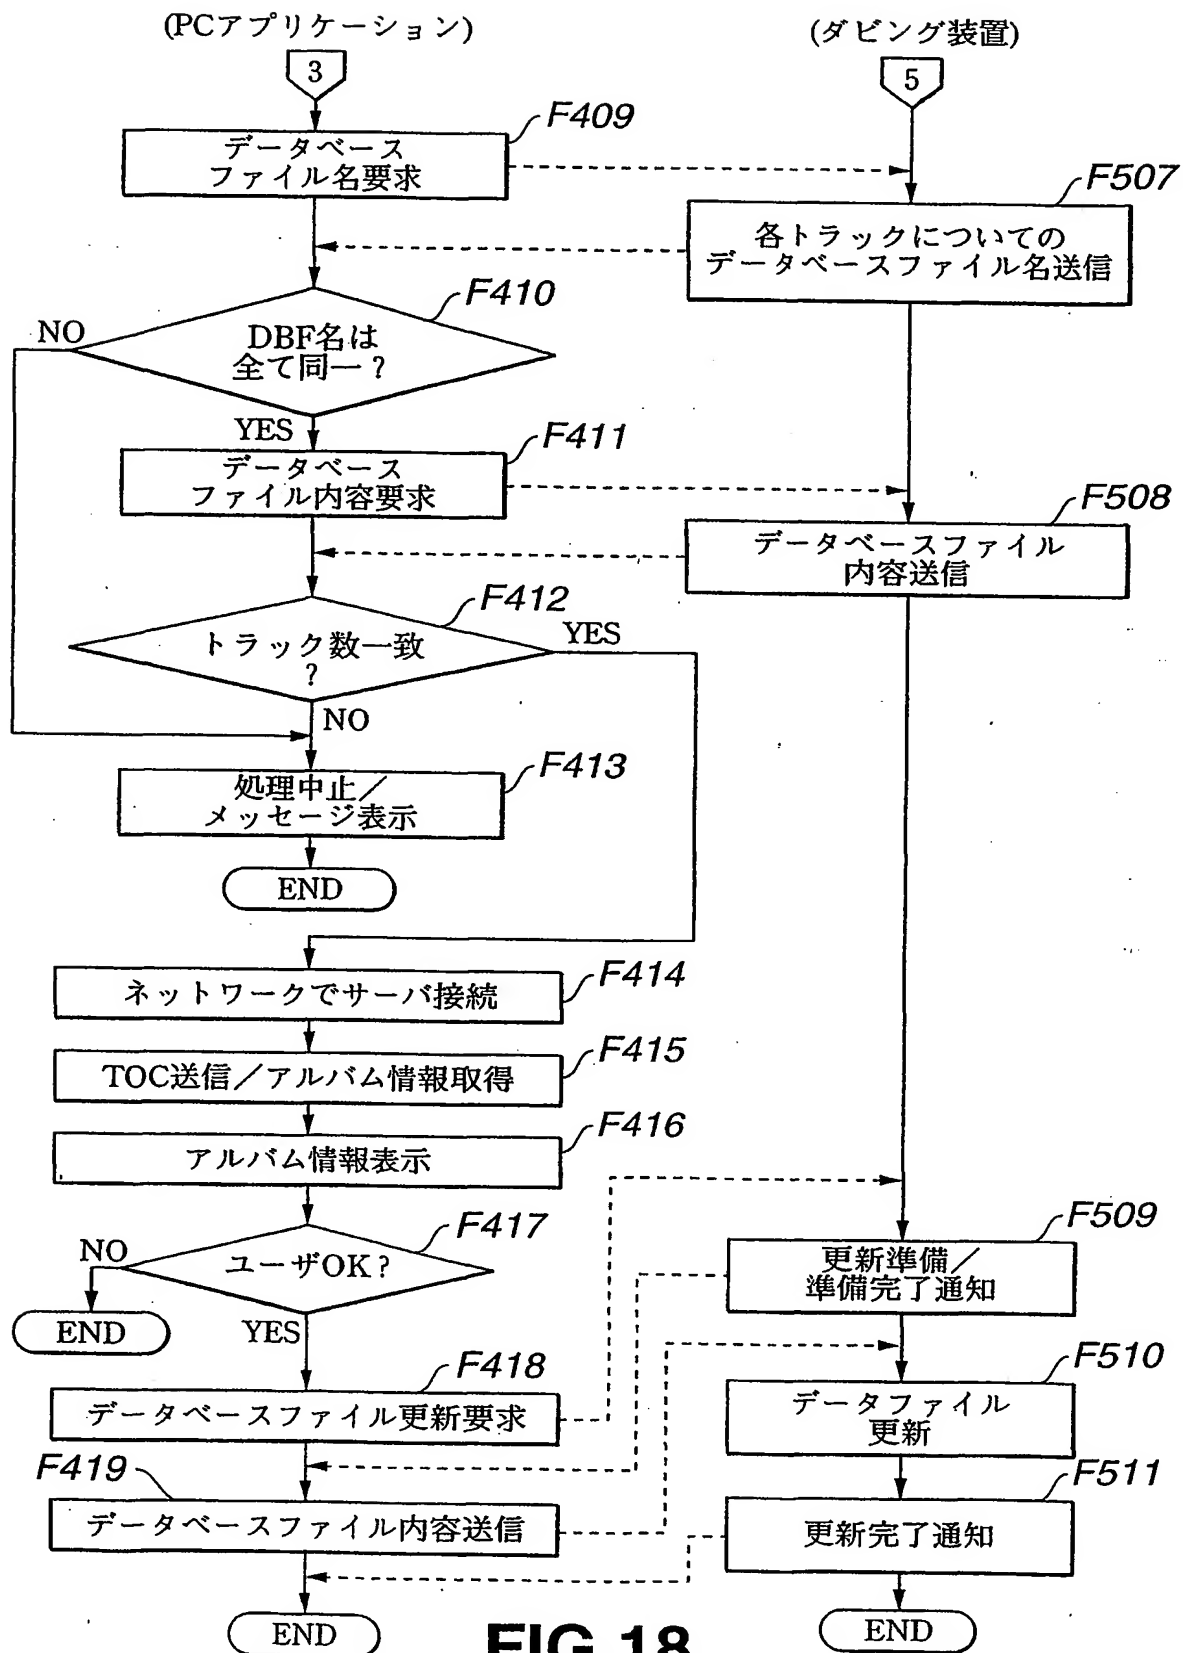 (PCアプリケーション)
3
F409
データベース
ファイル名要求
F410
DBF名は
全て同一?
NO
YES
F411
データベース
ファイル内容要求
F412
トラック数一致
?
YES
NO
F413
処理中止/
メッセージ表示
END
F414
ネットワークでサーバ接続
F415
TOC送信/アルバム情報取得
F416
アルバム情報表示
F417
ユーザOK?
NO
END
YES
F418
データベースファイル更新要求
F419
データベースファイル内容送信
END
(ダビング装置)
5
F507
各トラックについての
データベースファイル名送信
F508
データベースファイル
内容送信
F509
更新準備/
準備完了通知
F510
データファイル
更新
F511
更新完了通知
END
FIG.18